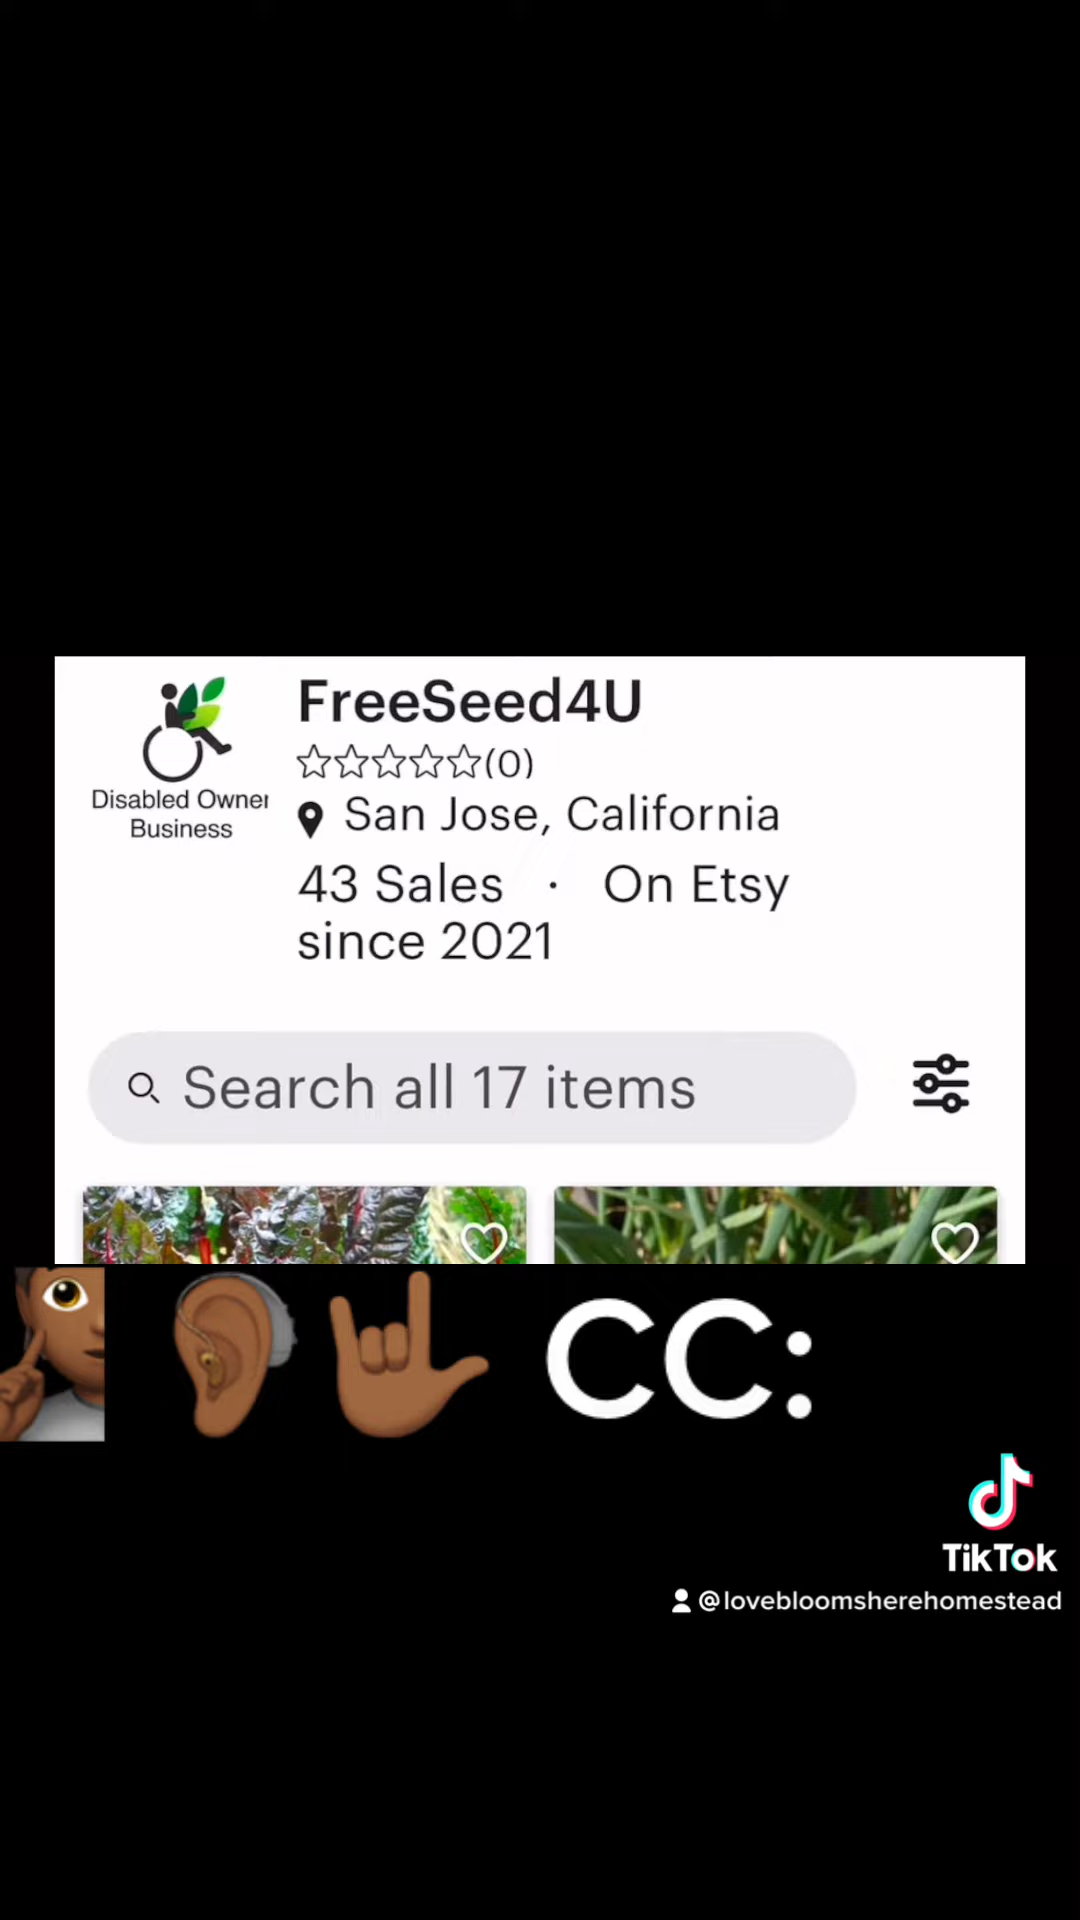 FreeSeed4U
(0)
Disabled Owner
Business
San Jose, California
43 Sales · On Etsy
since 2021
Search all 17 items
CC:
TikTok
@lovebloomsherehomestead